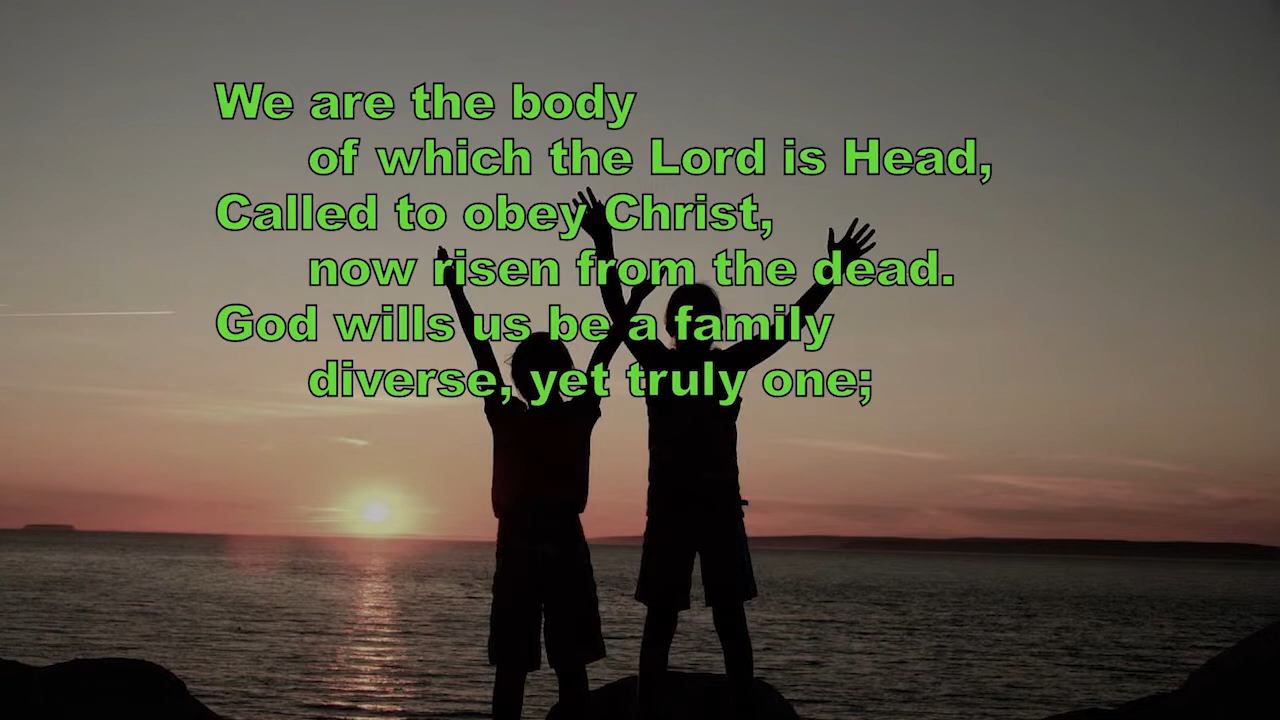 We are the body
of which the Lord is Head,
Called to obey Christ,
now risen from the dead.
God wills us be a family
diverse, yet truly one;